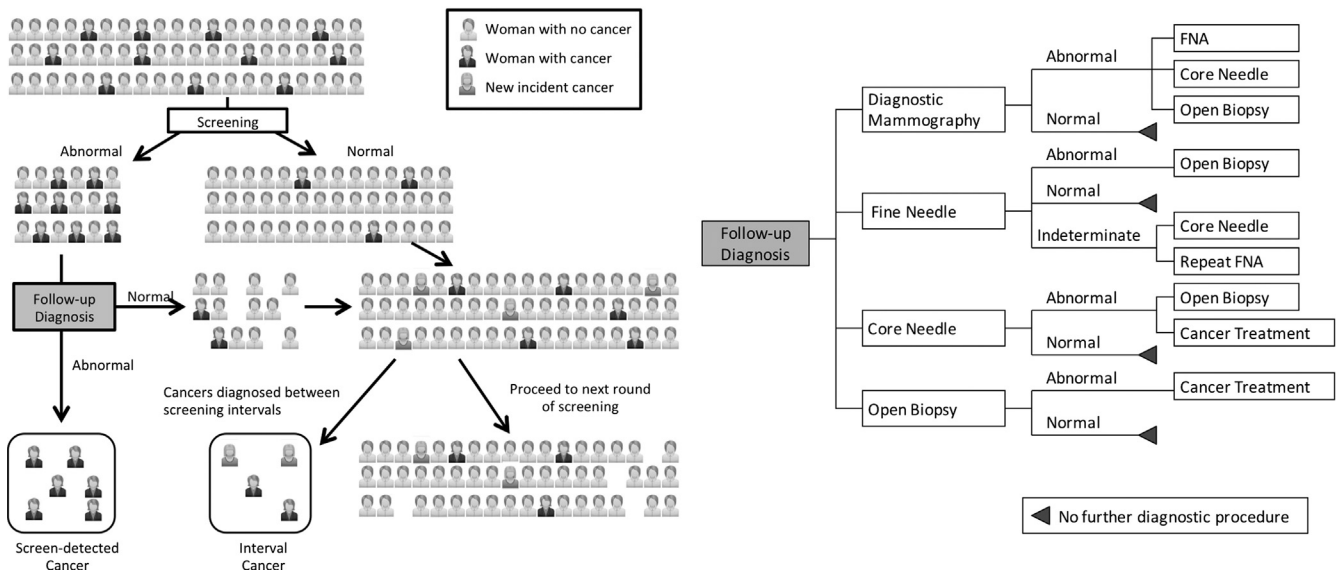 Woman with no cancer
Woman with cancer
New incident cancer
Screening
Abnormal
Normal
Follow-up
Diagnosis
Normal
Abnormal
Cancers diagnosed between
screening intervals
Proceed to next round
of screening
Screen-detected
Cancer
Interval
Cancer
Follow-up
Diagnosis
Diagnostic
Mammography
Abnormal
FNA
Core Needle
Open Biopsy
Normal
Fine Needle
Abnormal
Open Biopsy
Normal
Indeterminate
Core Needle
Repeat FNA
Core Needle
Abnormal
Open Biopsy
Cancer Treatment
Normal
Open Biopsy
Abnormal
Cancer Treatment
Normal
No further diagnostic procedure